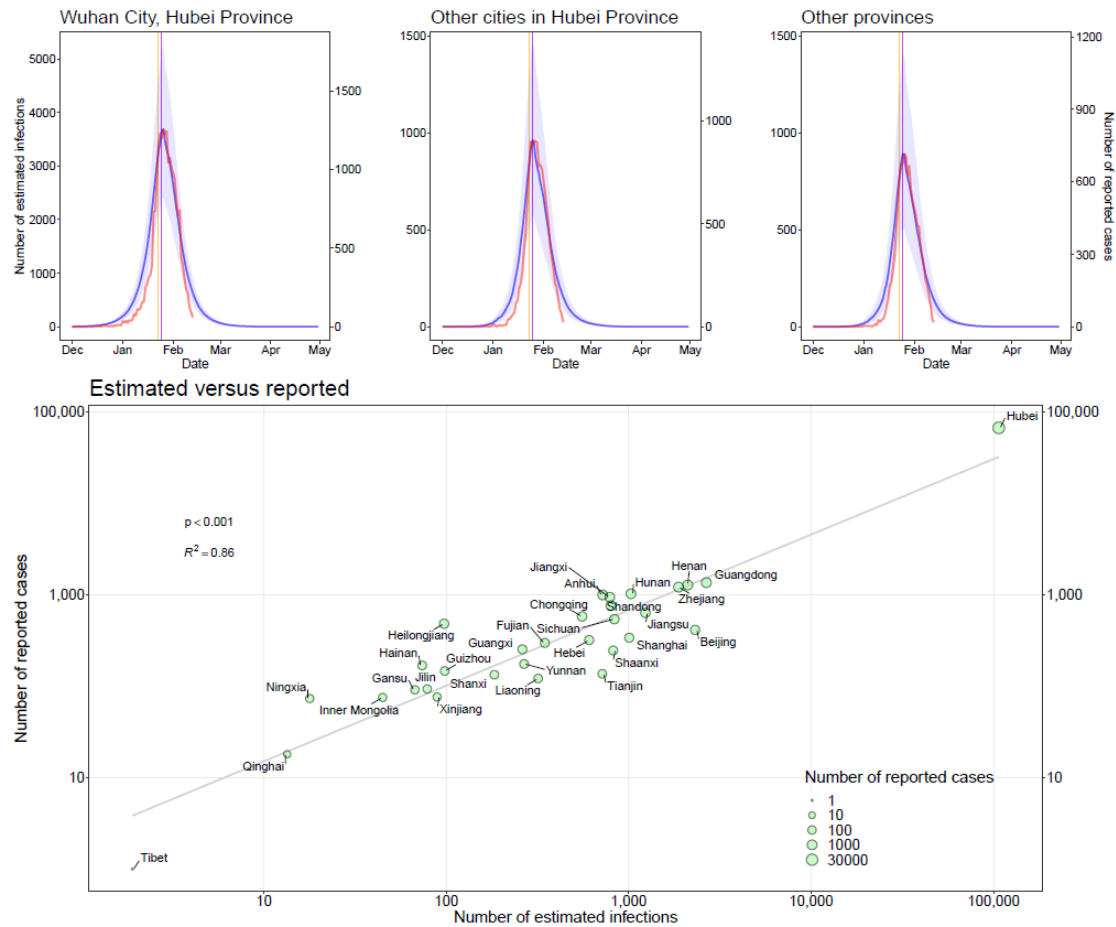 Wuhan City, Hubei Province
Other cities in Hubei Province
Other provinces
Number of estimated infections
5000
4000
3000
2000
1000
0
1500
1000
500
0
Dec Jan Feb Mar Apr May
Date
1500
1000
500
0
1000
500
0
Dec Jan Feb Mar Apr May
Date
1500
1000
500
0
1200
900
600
300
0
Number of reported cases
Dec Jan Feb Mar Apr May
Date
Estimated versus reported
Number of reported cases
100,000
1,000
10
100,000
1,000
10
p < 0.001
R² = 0.86
Hubei
Jiangxi
Anhui
Henan
Guangdong
Hunan
Zhejiang
Chongqing
Shandong
Sichuan
Jiangsu
Beijing
Heilongjiang
Fujian
Guangxi
Hebei
Shanghai
Hainan
Guizhou
Shaanxi
Gansu
Jilin
Shanxi
Yunnan
Ningxia
Liaoning
Tianjin
Inner Mongolia
Xinjiang
Qinghai
Tibet
Number of reported cases
1
10
100
1000
30000
10 100 1,000 10,000 100,000
Number of estimated infections